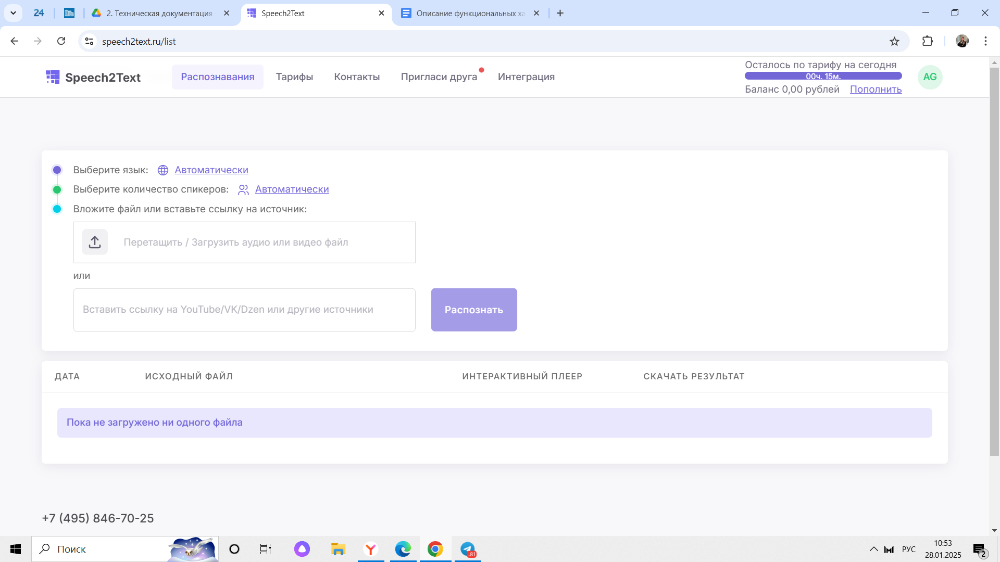 24
2. Техническая документация
Speech2Text
Описание функциональных ха
speech2text.ru/list
Speech2Text
Распознавания
Тарифы
Контакты
Пригласи друга
Интеграция
Осталось по тарифу на сегодня
00ч. 15м.
Баланс 0,00 рублей Пополнить
AG
Выберите язык: Автоматически
Выберите количество спикеров: Автоматически
Вложите файл или вставьте ссылку на источник:
Перетащить / Загрузить аудио или видео файл
или
Вставить ссылку на YouTube/VK/Dzen или другие источники
Распознать
ДАТА
ИСХОДНЫЙ ФАЙЛ
ИНТЕРАКТИВНЫЙ ПЛЕЕР
СКАЧАТЬ РЕЗУЛЬТАТ
Пока не загружено ни одного файла
+7 (495) 846-70-25
Поиск
81
РУС
10:53
28.01.2025
2